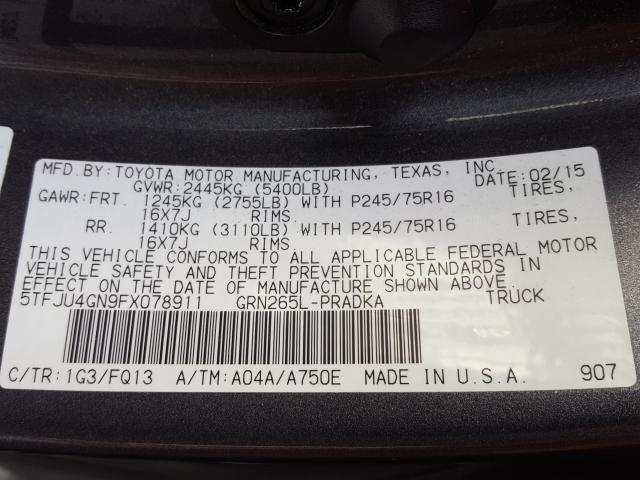 MFD.BY:TOYOTA MOTOR MANUFACTURING, TEXAS, INC. DATE:02/15
GVWR:2445KG (5400LB)
GAWR:FRT. 1245KG (2755LB) WITH P245/75R16 TIRES,
16X7J RIMS
RR. 1410KG (3110LB) WITH P245/75R16 TIRES,
16X7J RIMS
THIS VEHICLE CONFORMS TO ALL APPLICABLE FEDERAL MOTOR
VEHICLE SAFETY AND THEFT PREVENTION STANDARDS IN
EFFECT ON THE DATE OF MANUFACTURE SHOWN ABOVE.
5TFJU4GN9FX078911 GRN265L-PRADKA TRUCK
C/TR:1G3/FQ13 A/TM:A04A/A750E MADE IN U.S.A. 907